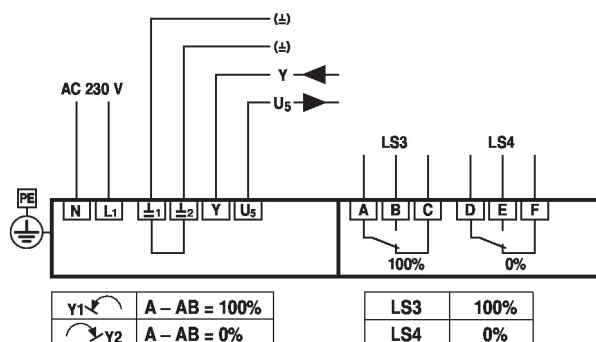 (⊥)
(⊥)
Y
U5
AC 230 V
LS3 LS4
PE
N L1 ⊥1 ⊥2 Y U5 A B C D E F
100% 0%
Y1 A – AB = 100%
Y2 A – AB = 0%
LS3 100%
LS4 0%